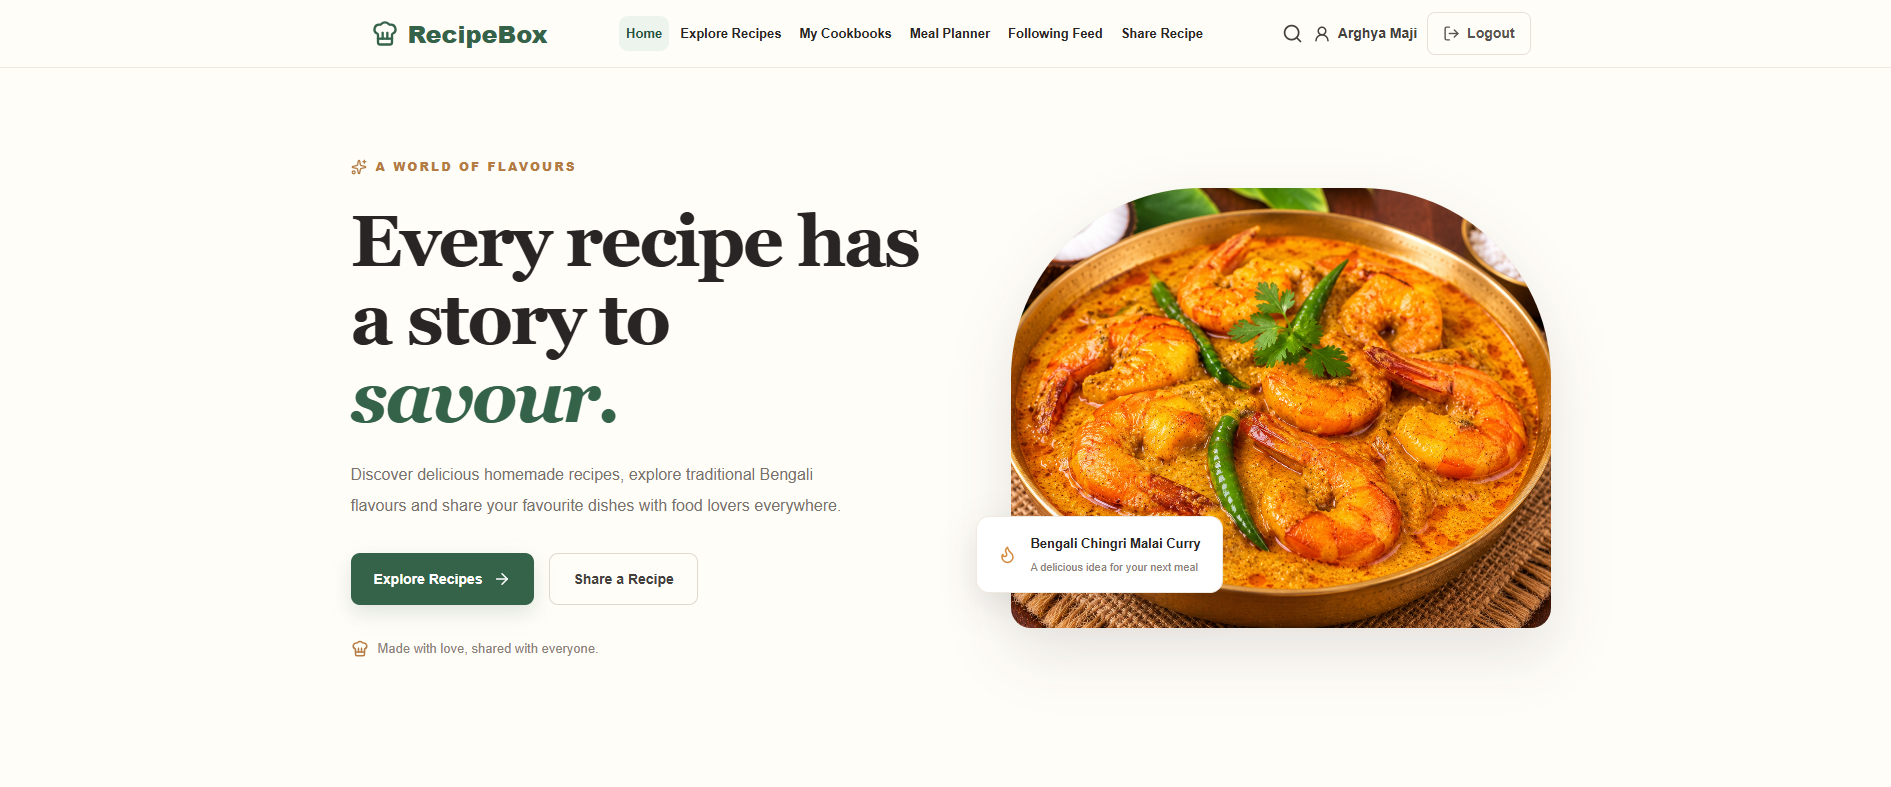 RecipeBox
Home
Explore Recipes
My Cookbooks
Meal Planner
Following Feed
Share Recipe
Arghya Maji
Logout
A WORLD OF FLAVOURS
Every recipe has
a story to
savour.
Discover delicious homemade recipes, explore traditional Bengali
flavours and share your favourite dishes with food lovers everywhere.
Explore Recipes
Share a Recipe
Made with love, shared with everyone.
Bengali Chingri Malai Curry
A delicious idea for your next meal